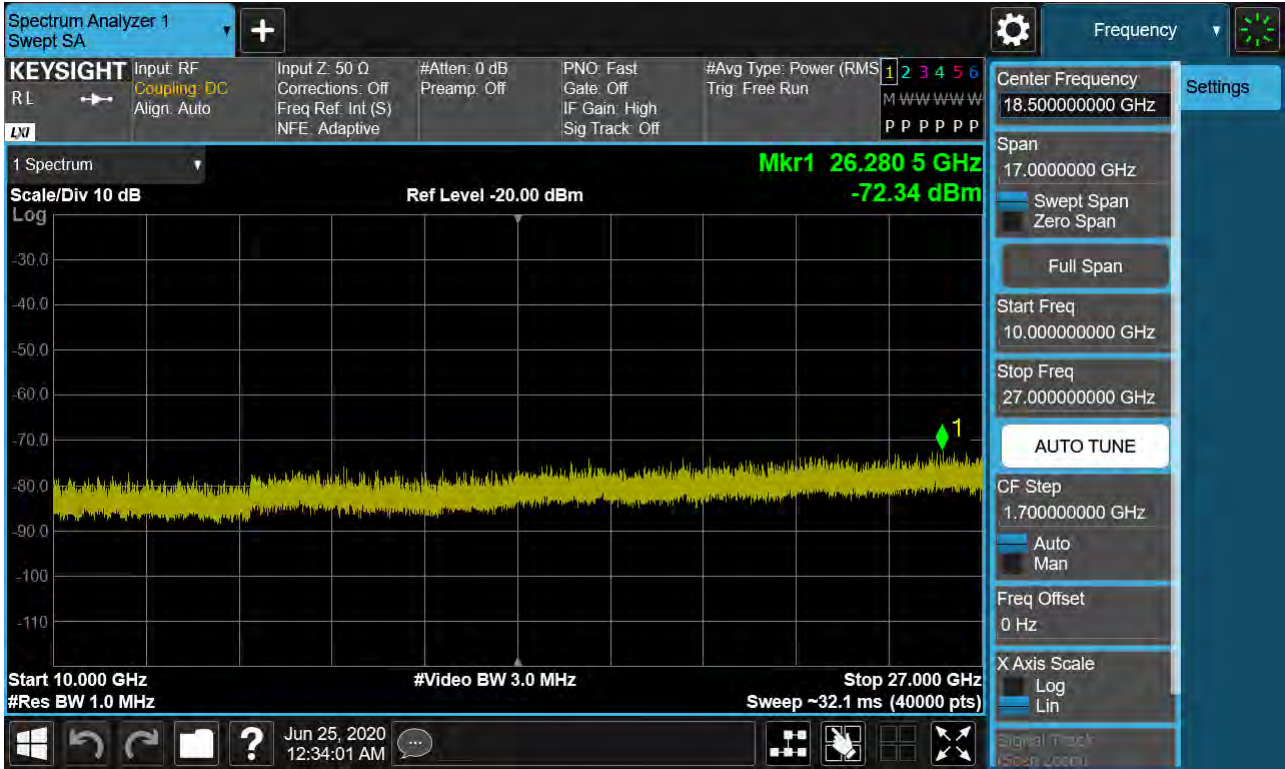 Spectrum Analyzer 1
Swept SA
Frequency
KEYSIGHT
R L
LXI
Input: RF
Coupling: DC
Align: Auto
Input Z: 50 Ω
Corrections: Off
Freq Ref: Int (S)
NFE: Adaptive
#Atten: 0 dB
Preamp: Off
PNO: Fast
Gate: Off
IF Gain: High
Sig Track: Off
#Avg Type: Power (RMS
Trig: Free Run
1 2 3 4 5 6
M W W W W W
P P P P P P
1 Spectrum
Scale/Div 10 dB
Ref Level -20.00 dBm
Mkr1 26.280 5 GHz
-72.34 dBm
Log
-30.0
-40.0
-50.0
-60.0
-70.0
-80.0
-90.0
-100
-110
1
Start 10.000 GHz
#Video BW 3.0 MHz
Stop 27.000 GHz
#Res BW 1.0 MHz
Sweep ~32.1 ms (40000 pts)
Center Frequency
18.500000000 GHz
Span
17.0000000 GHz
Swept Span
Zero Span
Full Span
Start Freq
10.000000000 GHz
Stop Freq
27.000000000 GHz
AUTO TUNE
CF Step
1.700000000 GHz
Auto
Man
Freq Offset
0 Hz
X Axis Scale
Log
Lin
Signal Track
(Span Zoom)
Settings
?
Jun 25, 2020
12:34:01 AM